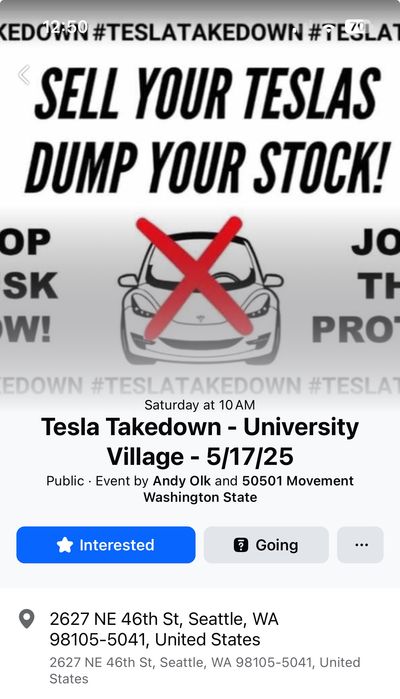 KEDOWN #TESLATAKEDOWN #TESLAT
12:50
79
SELL YOUR TESLAS
DUMP YOUR STOCK!
OP
JO
SK
TH
OW!
PROT
EDOWN #TESLATAKEDOWN #TESLATAK
Saturday at 10 AM
Tesla Takedown - University
Village - 5/17/25
Public · Event by Andy Olk and 50501 Movement
Washington State
Interested
Going
2627 NE 46th St, Seattle, WA
98105-5041, United States
2627 NE 46th St, Seattle, WA 98105-5041, United
States